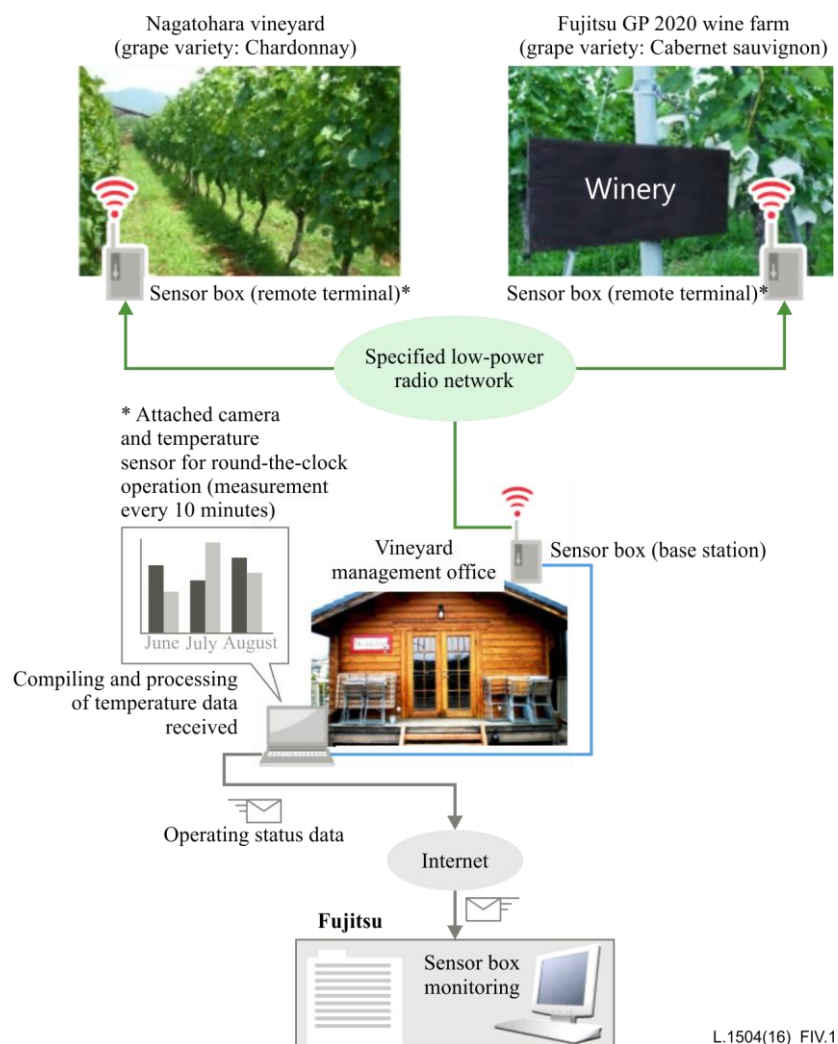 Nagatohara vineyard
(grape variety: Chardonnay)
Fujitsu GP 2020 wine farm
(grape variety: Cabernet sauvignon)
Winery
Sensor box (remote terminal)*
Sensor box (remote terminal)*
Specified low-power
radio network
* Attached camera
and temperature
sensor for round-the-clock
operation (measurement
every 10 minutes)
June July August
Vineyard
management office
Sensor box (base station)
Compiling and processing
of temperature data
received
Operating status data
Internet
Fujitsu
Sensor box
monitoring
L.1504(16)_FIV.1